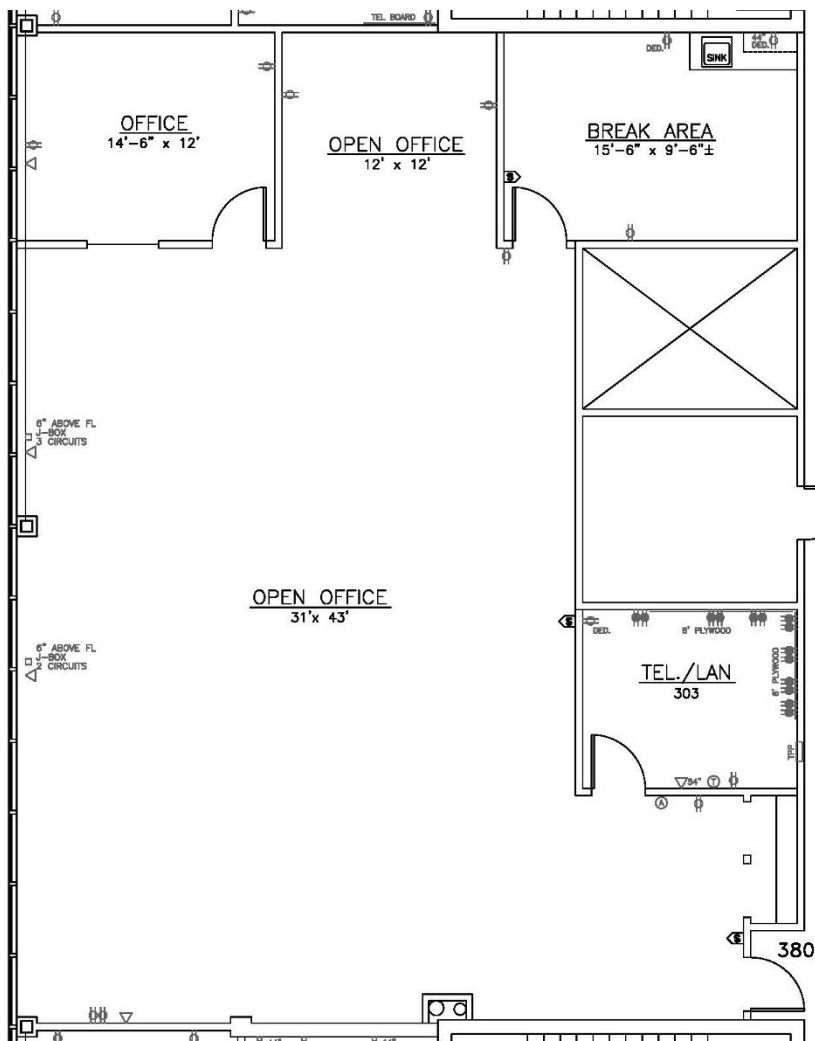 TEL BOARD
OFFICE
14'-6" x 12'
OPEN OFFICE
12' x 12'
BREAK AREA
15'-6" x 9'-6"±
DED.
SINK
44"
DED.
S
6" ABOVE FL
J-BOX
3 CIRCUITS
OPEN OFFICE
31'x 43'
6" ABOVE FL
J-BOX
2 CIRCUITS
S
DED.
8' PLYWOOD
8' PLYWOOD
TEL./LAN
303
TPP
54"
T
A
S
380